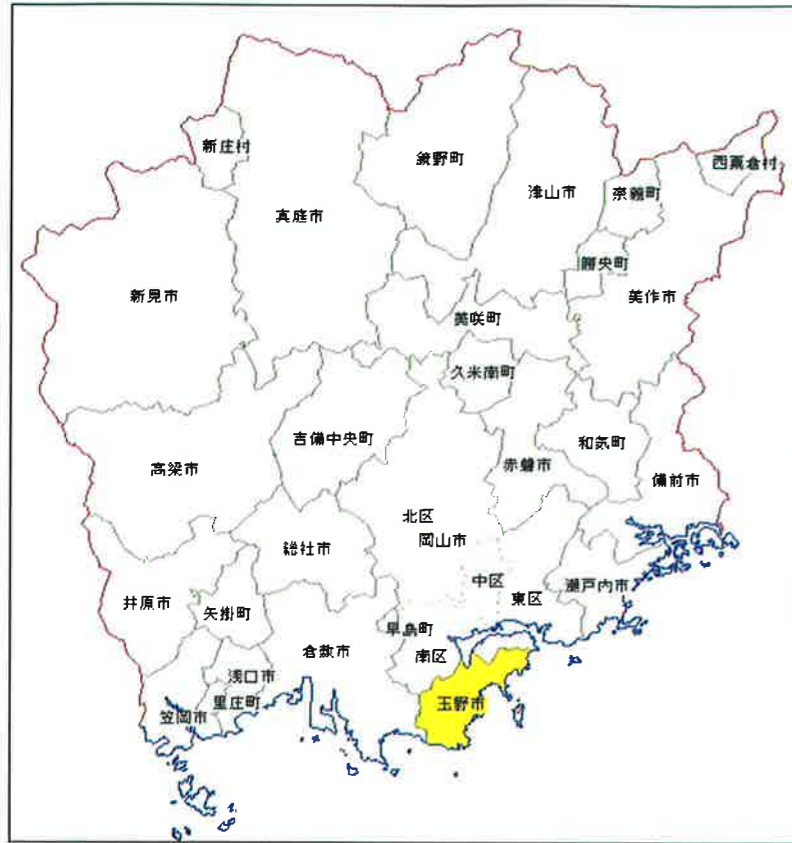 新庄村
鏡野町
津山市
奈義町
西粟倉村
真庭市
勝央町
新見市
美作市
美咲町
久米南町
吉備中央町
和気町
高梁市
赤磐市
備前市
北区
岡山市
総社市
中区
瀬戸内市
井原市
矢掛町
東区
早島町
倉敷市
南区
浅口市
里庄町
玉野市
笠岡市